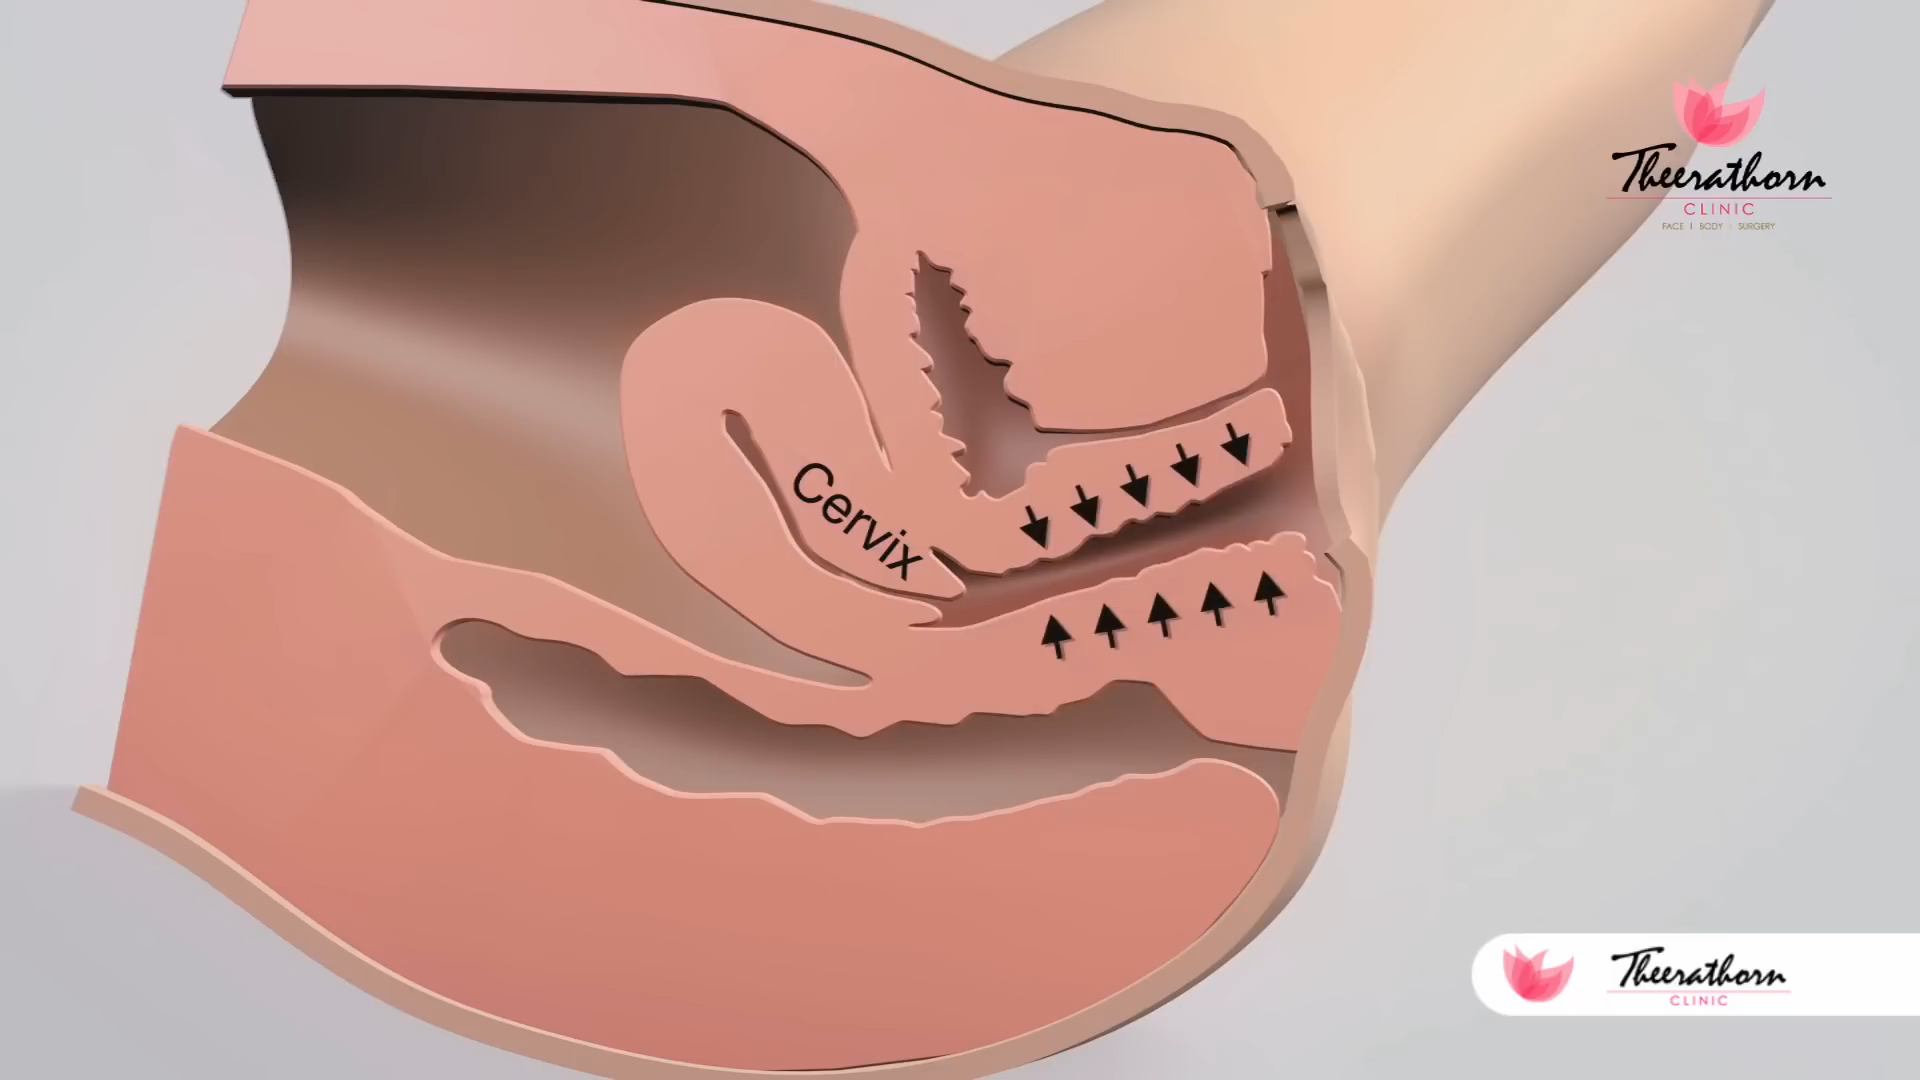 Theerathorn
CLINIC
FACE | BODY | SURGERY
Cervix
Theerathorn
CLINIC